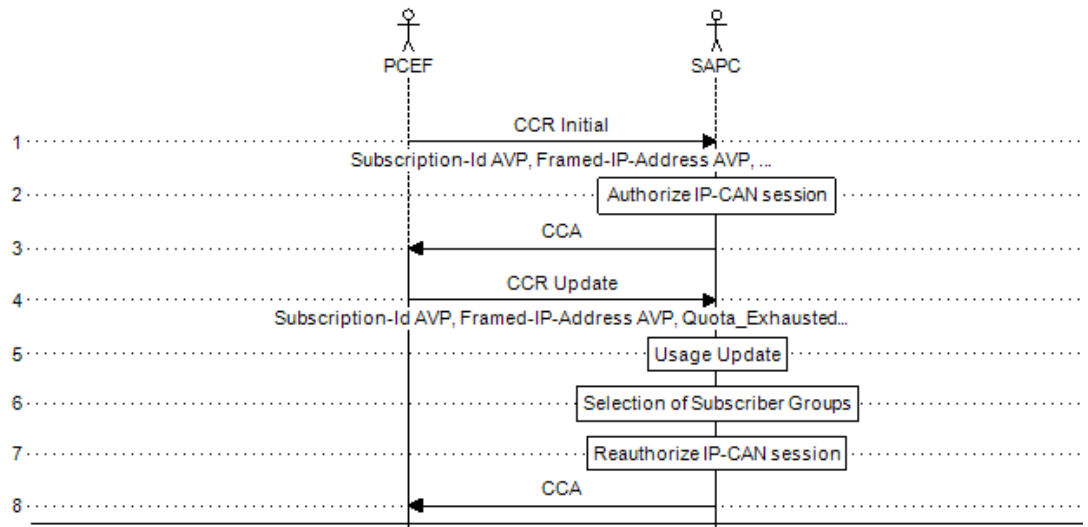 PCEF SAPC
1 CCR Initial
Subscription-Id AVP, Framed-IP-Address AVP, ...
2 Authorize IP-CAN session
3 CCA
4 CCR Update
Subscription-Id AVP, Framed-IP-Address AVP, Quota_Exhausted...
5 Usage Update
6 Selection of Subscriber Groups
7 Reauthorize IP-CAN session
8 CCA